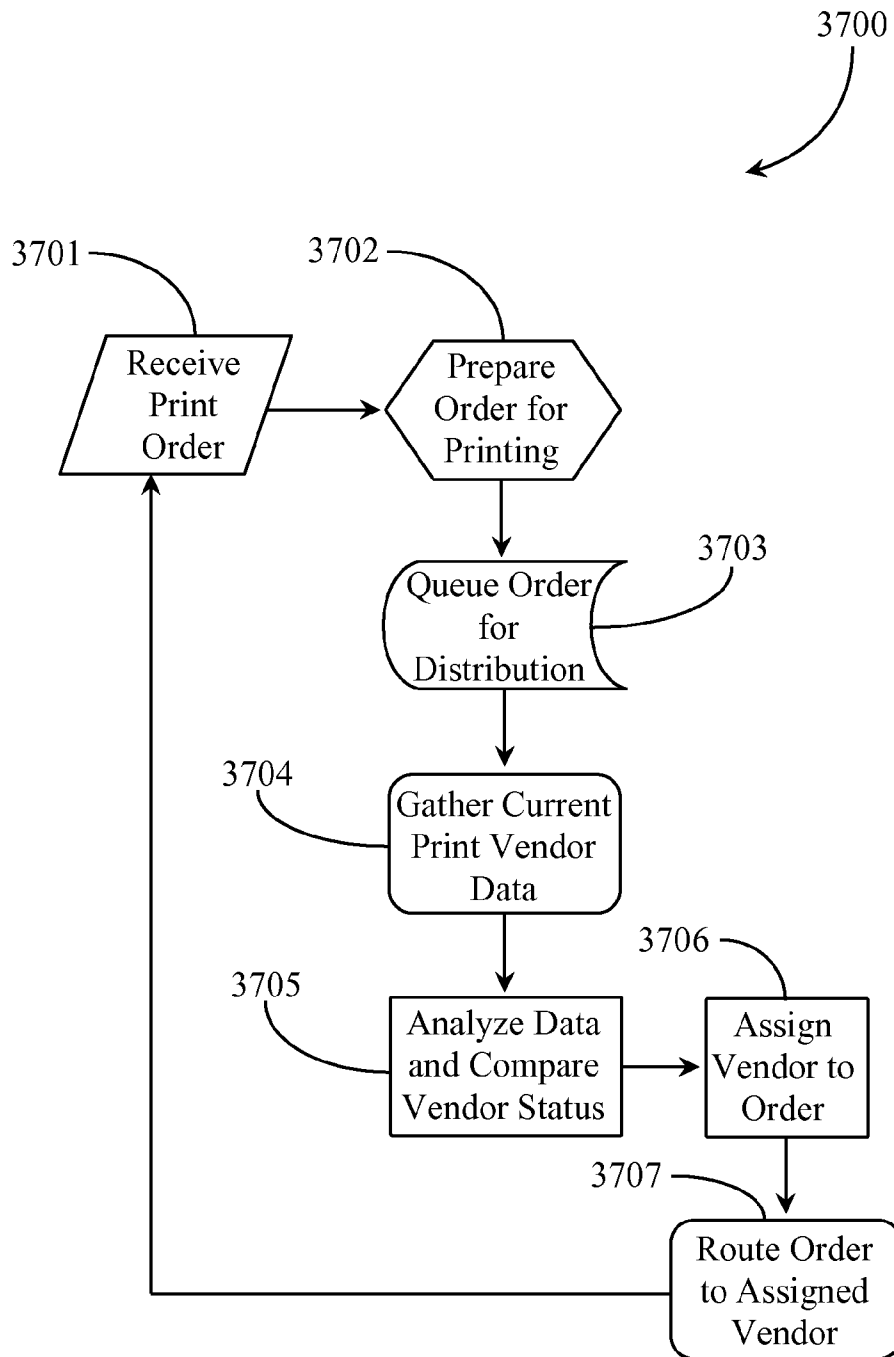 3700
3701
3702
Receive
Print
Order
Prepare
Order for
Printing
3703
Queue Order
for
Distribution
3704
Gather Current
Print Vendor
Data
3705
3706
Analyze Data
and Compare
Vendor Status
Assign
Vendor to
Order
3707
Route Order
to Assigned
Vendor